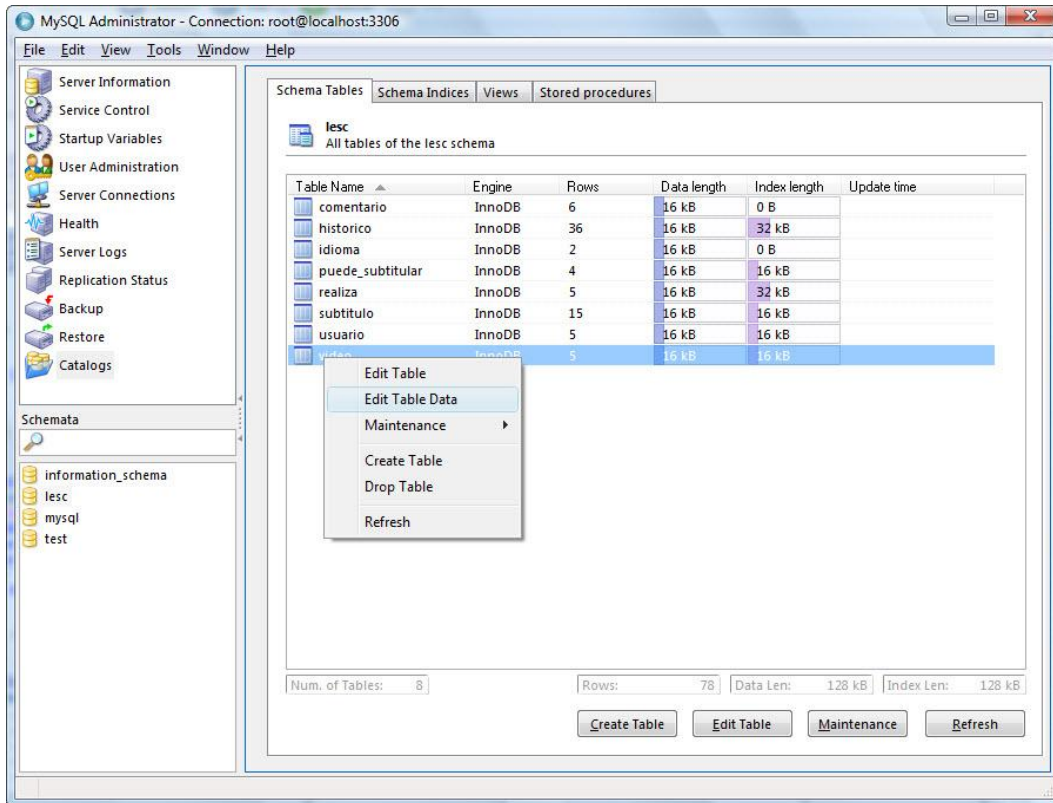 MySQL Administrator - Connection: root@localhost:3306
File Edit View Tools Window Help
Server Information
Service Control
Startup Variables
User Administration
Server Connections
Health
Server Logs
Replication Status
Backup
Restore
Catalogs
Schemata
information_schema
lesc
mysql
test
Schema Tables Schema Indices Views Stored procedures
lesc
All tables of the lesc schema
Table Name Engine Rows Data length Index length Update time
comentario InnoDB 6 16 kB 0 B
historico InnoDB 36 16 kB 32 kB
idioma InnoDB 2 16 kB 0 B
puede_subtitular InnoDB 4 16 kB 16 kB
realiza InnoDB 5 16 kB 32 kB
subtitulo InnoDB 15 16 kB 16 kB
usuario InnoDB 5 16 kB 16 kB
video InnoDB 5 16 kB 16 kB
Edit Table
Edit Table Data
Maintenance
Create Table
Drop Table
Refresh
Num. of Tables: 8 Rows: 78 Data Len: 128 kB Index Len: 128 kB
Create Table Edit Table Maintenance Refresh